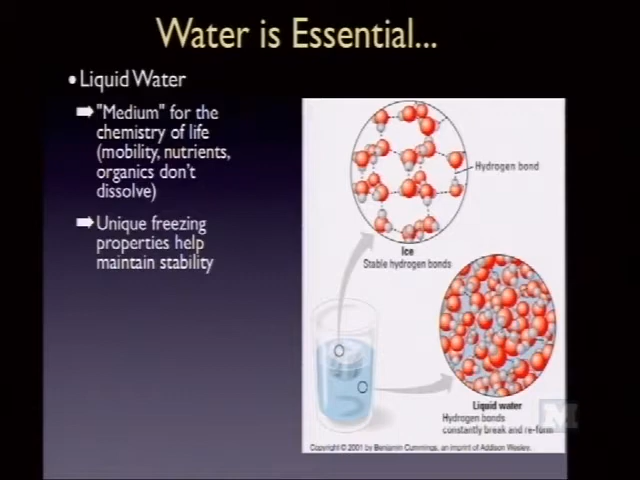 Water is Essential...
•Liquid Water
➡"Medium" for the
chemistry of life
(mobility, nutrients,
organics don't
dissolve)
➡Unique freezing
properties help
maintain stability
Hydrogen bond
Ice
Stable hydrogen bonds
Liquid water
Hydrogen bonds
constantly break and re-form
Copyright © 2001 by Benjamin Cummings, an imprint of Addison Wesley.
M